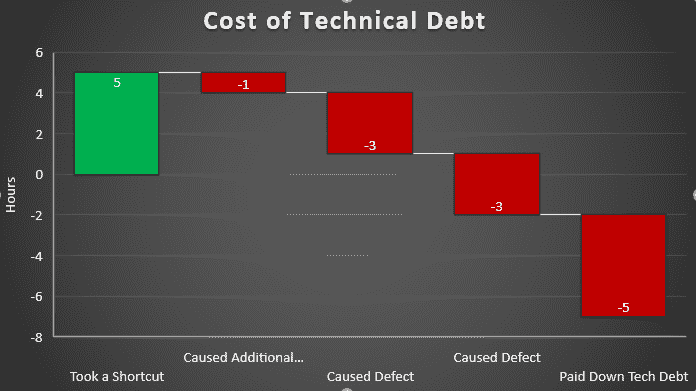 Cost of Technical Debt
6
4
2
0
-2
-4
-6
-8
Hours
5
-1
-3
-3
-5
Took a Shortcut
Caused Additional...
Caused Defect
Caused Defect
Paid Down Tech Debt